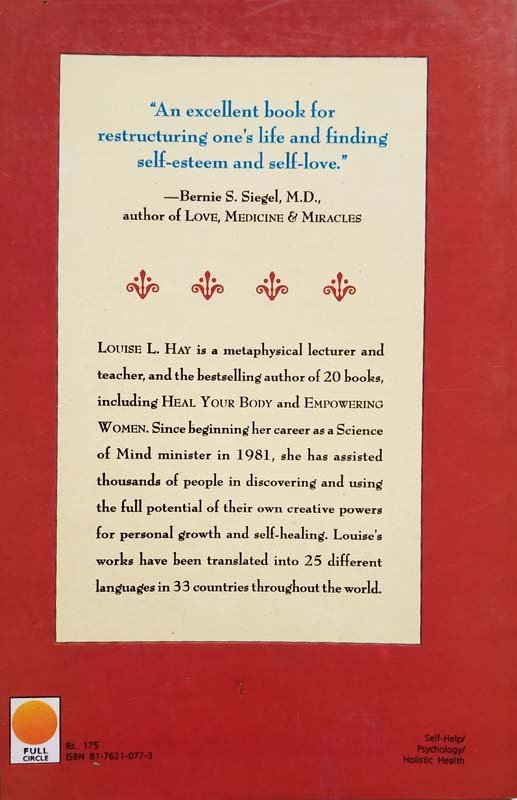 “An excellent book for
restructuring one’s life and finding
self-esteem and self-love.”
—Bernie S. Siegel, M.D.,
author of LOVE, MEDICINE & MIRACLES
LOUISE L. HAY is a metaphysical lecturer and
teacher, and the bestselling author of 20 books,
including HEAL YOUR BODY and EMPOWERING
WOMEN. Since beginning her career as a Science
of Mind minister in 1981, she has assisted
thousands of people in discovering and using
the full potential of their own creative powers
for personal growth and self-healing. Louise’s
works have been translated into 25 different
languages in 33 countries throughout the world.
FULL
CIRCLE
Rs. 175
ISBN 81-7621-077-3
Self-Help/
Psychology/
Holistic Health